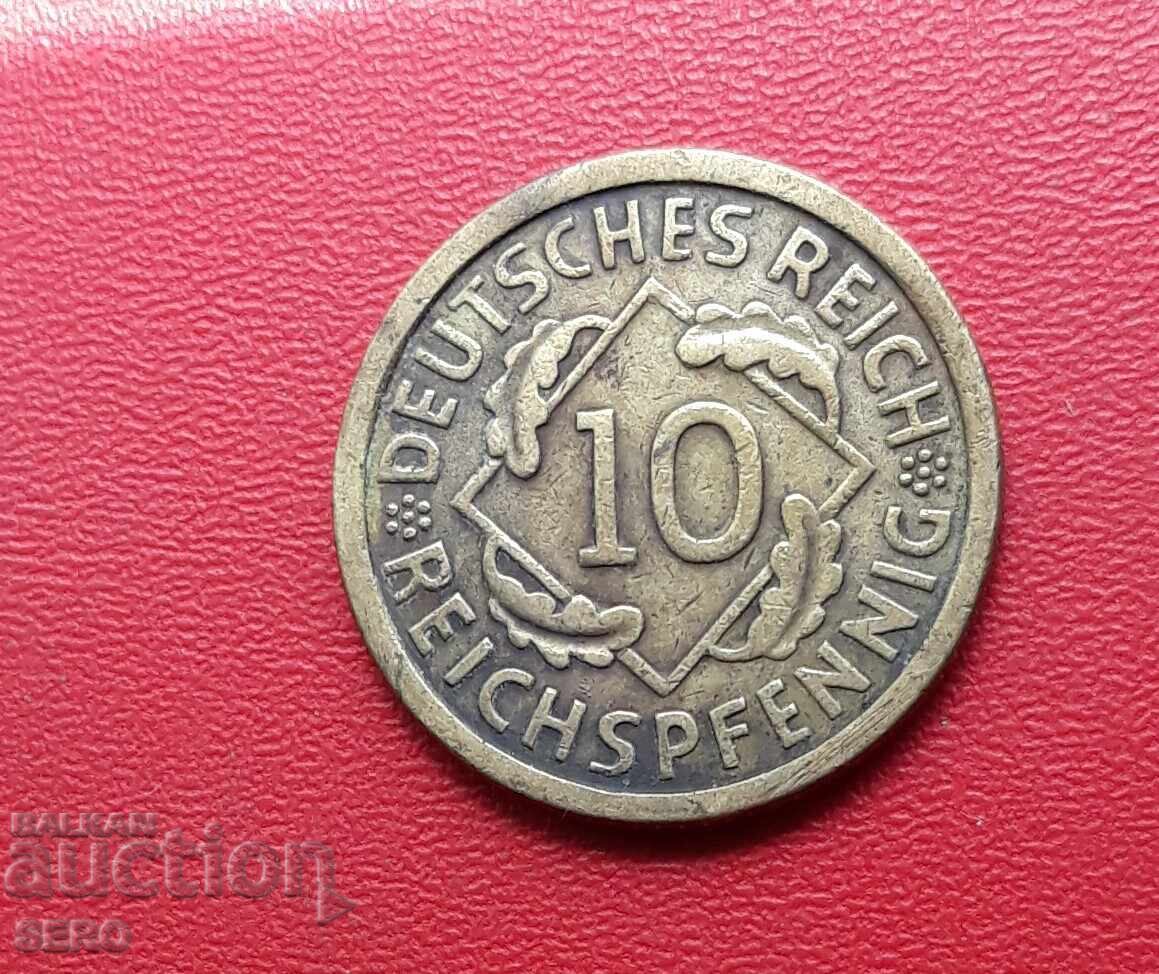 DEUTSCHES REICH
10
REICHSPFENNIG
BALKAN
auction
SERO